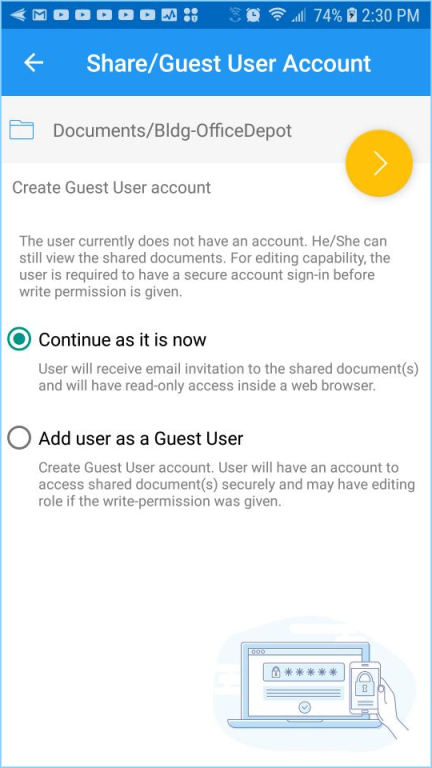 74% 2:30 PM
Share/Guest User Account
Documents/Bldg-OfficeDepot
Create Guest User account
The user currently does not have an account. He/She can
still view the shared documents. For editing capability, the
user is required to have a secure account sign-in before
write permission is given.
Continue as it is now
User will receive email invitation to the shared document(s)
and will have read-only access inside a web browser.
Add user as a Guest User
Create Guest User account. User will have an account to
access shared document(s) securely and may have editing
role if the write-permission was given.